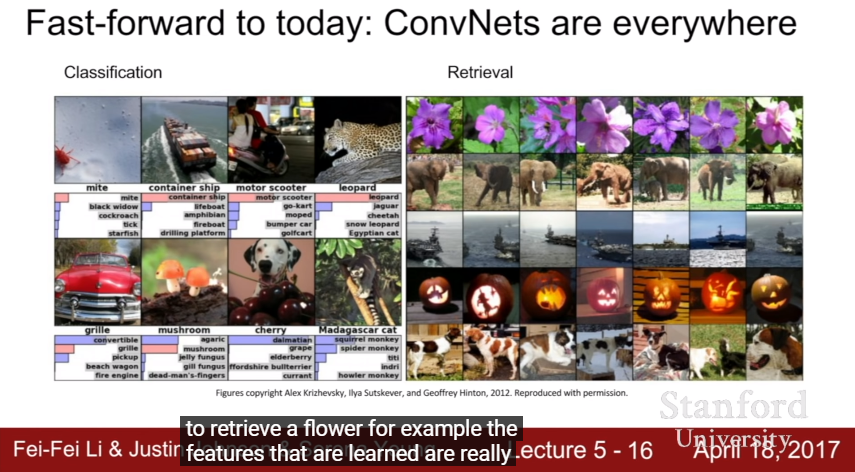 Fast-forward to today: ConvNets are everywhere
Classification
Retrieval
mite
container ship
motor scooter
leopard
mite
black widow
cockroach
tick
starfish
container ship
lifeboat
amphibian
fireboat
drilling platform
motor scooter
go-kart
moped
bumper car
golfcart
leopard
jaguar
cheetah
snow leopard
Egyptian cat
grille
mushroom
cherry
Madagascar cat
convertible
grille
pickup
beach wagon
fire engine
agaric
mushroom
jelly fungus
gill fungus
dead-man's-fingers
dalmatian
grape
elderberry
ffordshire bullterrier
currant
squirrel monkey
spider monkey
titi
indri
howler monkey
Figures copyright Alex Krizhevsky, Ilya Sutskever, and Geoffrey Hinton, 2012. Reproduced with permission.
Stanford
University
to retrieve a flower for example the
features that are learned are really
Fei-Fei Li & Justin Johnson & Serena Yeung
Lecture 5 - 16
April 18, 2017